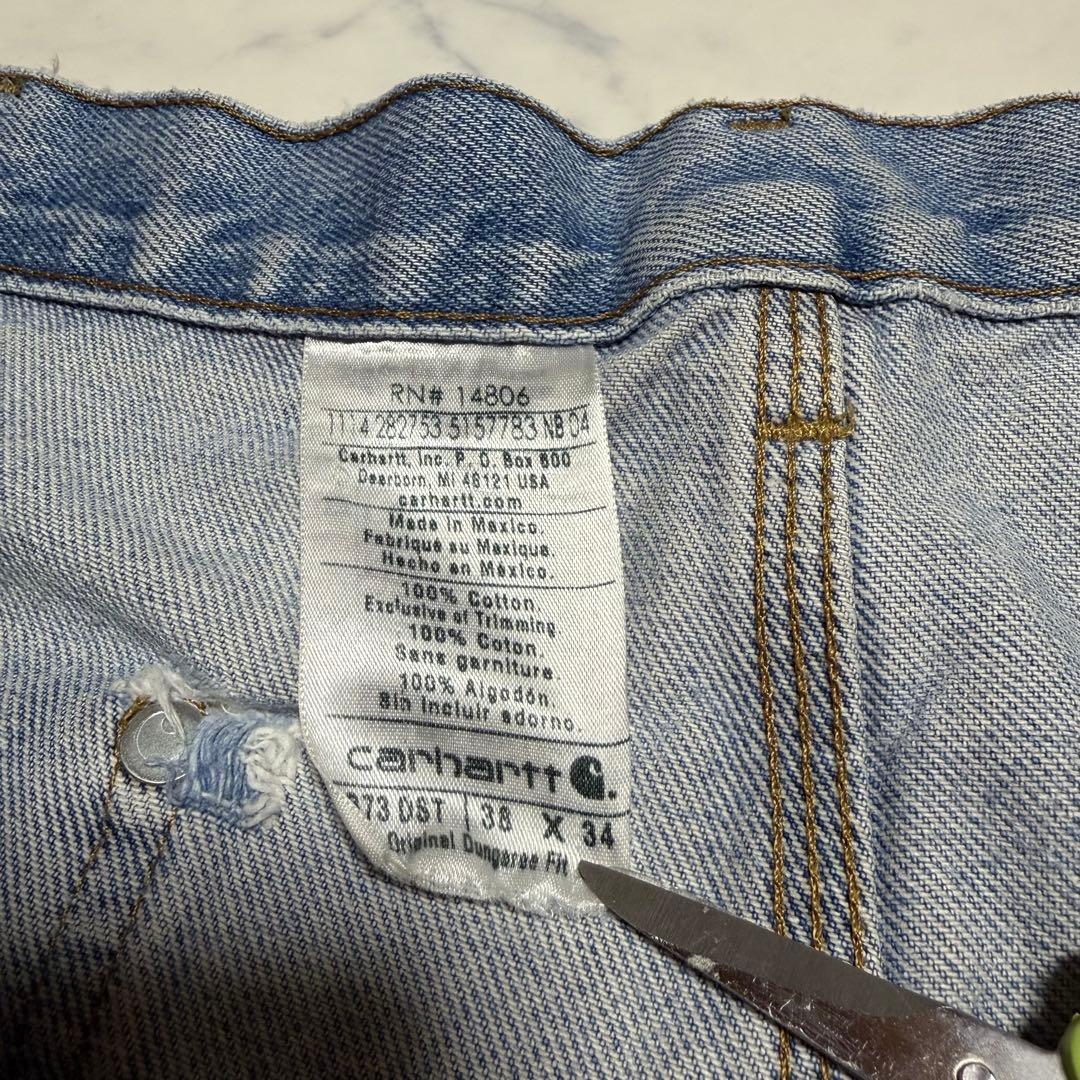 RN# 14806
282753 5157783 NB 04
Carhartt, Inc. P. O. Box 600
Dearborn, MI 48121 USA
carhartt.com
Made in Mexico.
Fabriqué au Mexique.
Hecho en México.
100% Cotton.
Exclusive of Trimming.
100% Coton.
Sans garniture
100% Algodón.
Sin incluir adorno.
carhartt
73 DST 38 X 34
Original Dungaree Fit